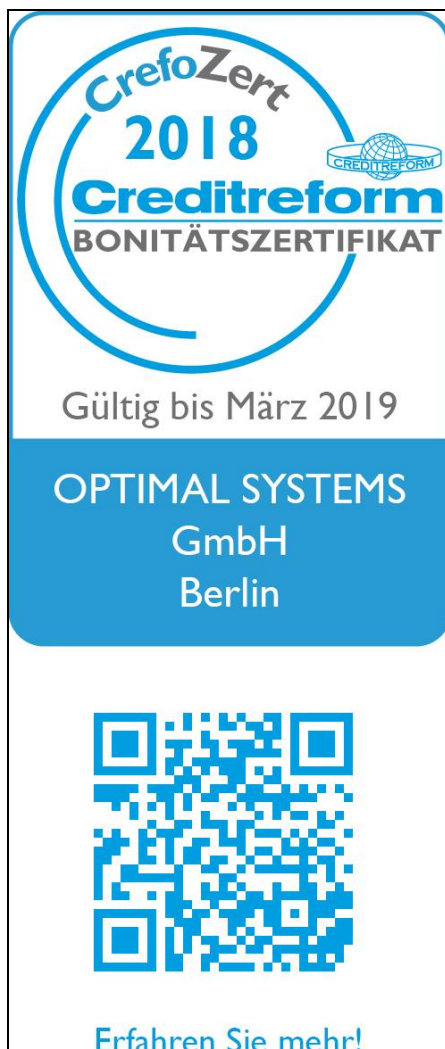 CrefoZert
2018
CREDITREFORM
Creditreform
BONITÄTSZERTIFIKAT
Gültig bis März 2019
OPTIMAL SYSTEMS
GmbH
Berlin
Erfahren Sie mehr!